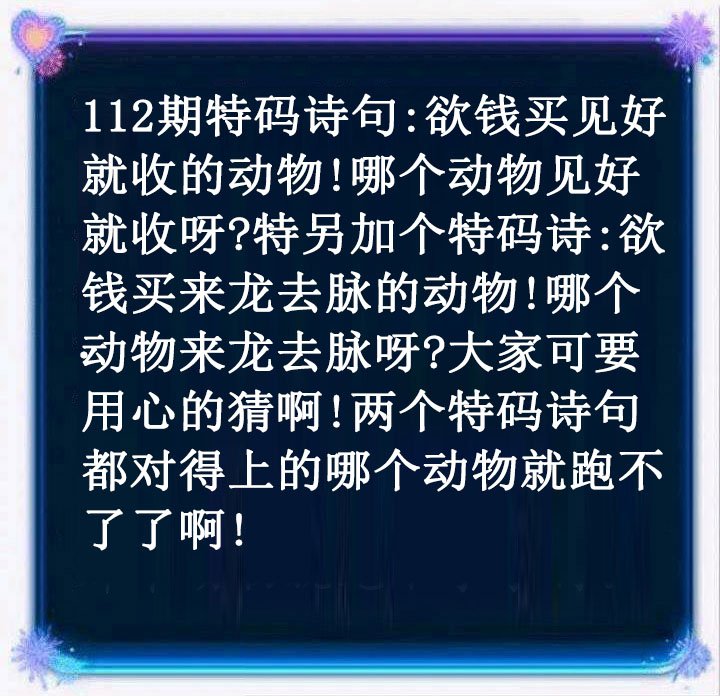 112期特码诗句:欲钱买见好
就收的动物!哪个动物见好
就收呀?特另加个特码诗:欲
钱买来龙去脉的动物!哪个
动物来龙去脉呀?大家可要
用心的猜啊!两个特码诗句
都对得上的哪个动物就跑不
了了啊!